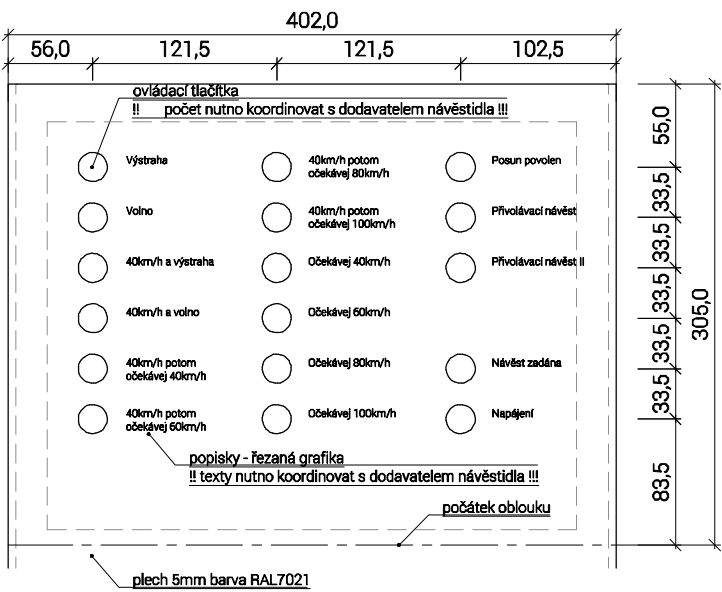 402,0
56,0 121,5 121,5 102,5
ovládací tlačítka
!! počet nutno koordinovat s dodavatelem návěstidla !!!
Výstraha
Volno
40km/h a výstraha
40km/h a volno
40km/h potom
očekávej 40km/h
40km/h potom
očekávej 60km/h
40km/h potom
očekávej 80km/h
40km/h potom
očekávej 100km/h
Očekávej 40km/h
Očekávej 60km/h
Očekávej 80km/h
Očekávej 100km/h
Posun povolen
Přivolávací návěst
Přivolávací návěst II
Návěst zadána
Napájení
55,0
33,5
33,5
33,5
33,5
33,5
83,5
305,0
popisky - řezaná grafika
!! texty nutno koordinovat s dodavatelem návěstidla !!!
počátek oblouku
plech 5mm barva RAL7021